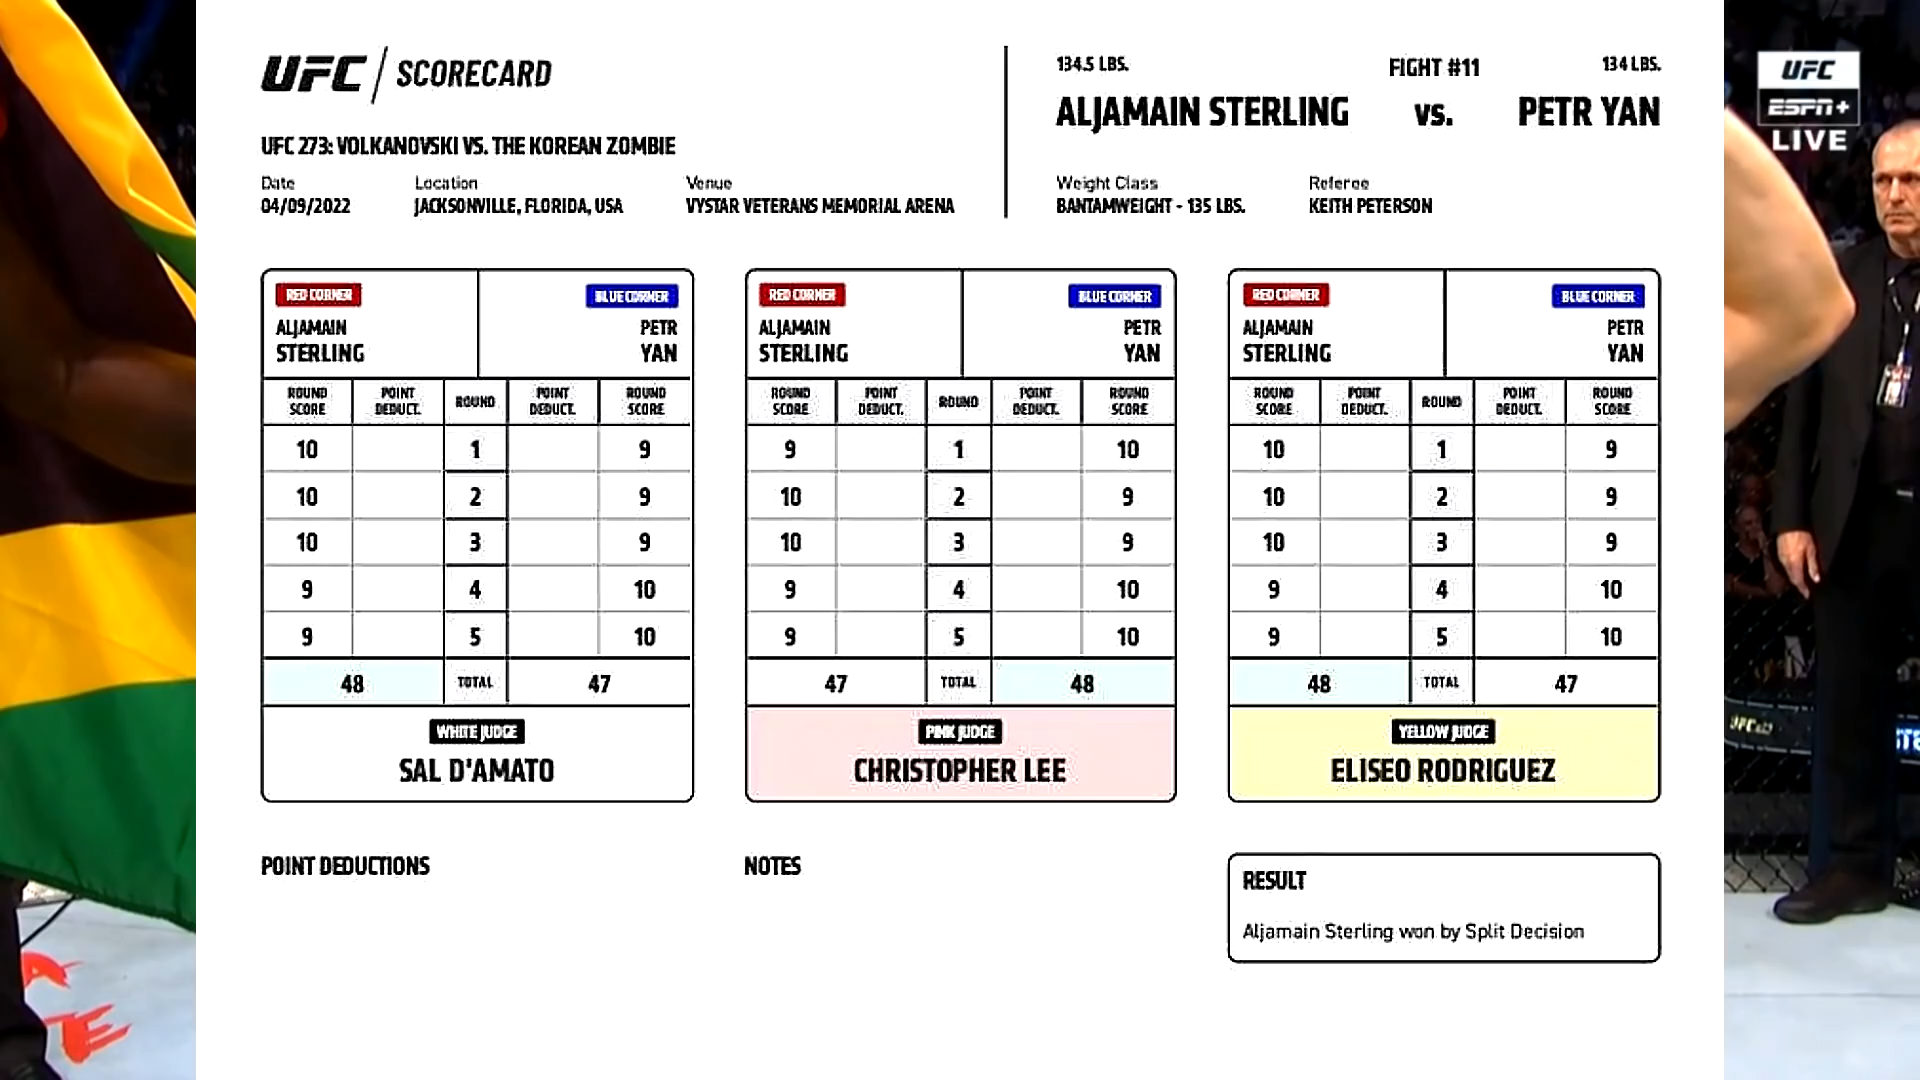 UFC / SCORECARD
UFC 273: VOLKANOVSKI VS. THE KOREAN ZOMBIE
Date Location Venue
04/09/2022 JACKSONVILLE, FLORIDA, USA VYSTAR VETERANS MEMORIAL ARENA
134.5 LBS. FIGHT #11 134 LBS.
ALJAMAIN STERLING VS. PETR YAN
Weight Class Referee
BANTAMWEIGHT - 135 LBS. KEITH PETERSON
UFC
ESPN+
LIVE
RED CORNER BLUE CORNER
ALJAMAIN PETR
STERLING YAN
ROUND SCORE POINT DEDUCT. ROUND POINT DEDUCT. ROUND SCORE
10 1 9
10 2 9
10 3 9
9 4 10
9 5 10
48 TOTAL 47
WHITE JUDGE
SAL D'AMATO
RED CORNER BLUE CORNER
ALJAMAIN PETR
STERLING YAN
ROUND SCORE POINT DEDUCT. ROUND POINT DEDUCT. ROUND SCORE
9 1 10
10 2 9
10 3 9
9 4 10
9 5 10
47 TOTAL 48
PINK JUDGE
CHRISTOPHER LEE
RED CORNER BLUE CORNER
ALJAMAIN PETR
STERLING YAN
ROUND SCORE POINT DEDUCT. ROUND POINT DEDUCT. ROUND SCORE
10 1 9
10 2 9
10 3 9
9 4 10
9 5 10
48 TOTAL 47
YELLOW JUDGE
ELISEO RODRIGUEZ
POINT DEDUCTIONS
NOTES
RESULT
Aljamain Sterling won by Split Decision